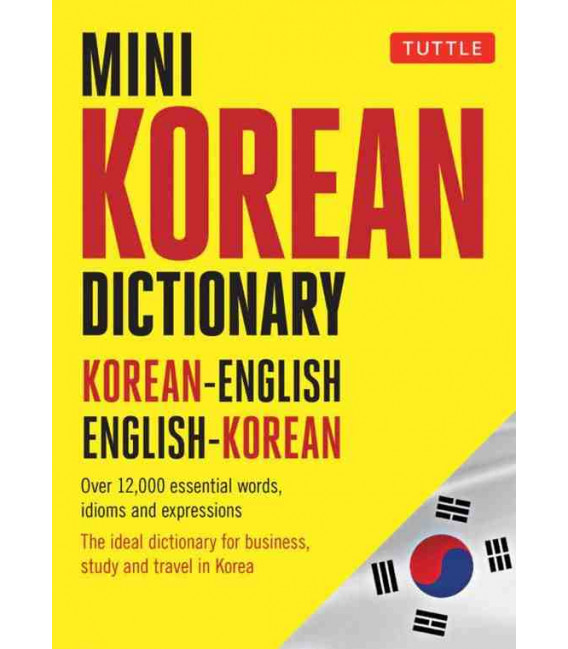 TUTTLE
MINI
KOREAN
DICTIONARY
KOREAN-ENGLISH
ENGLISH-KOREAN
Over 12,000 essential words,
idioms and expressions
The ideal dictionary for business,
study and travel in Korea